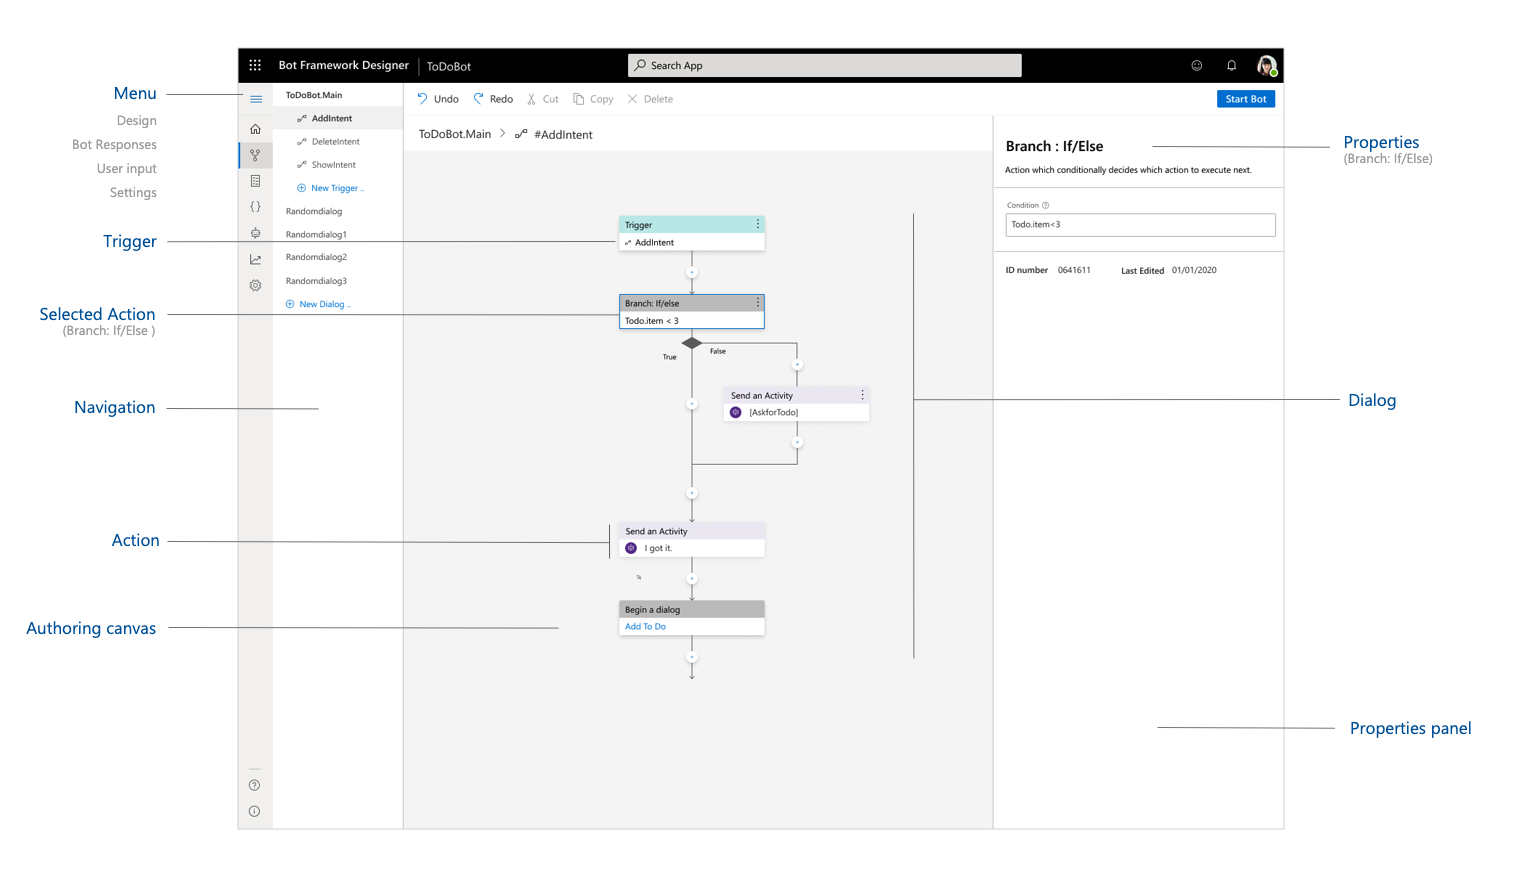 Bot Framework Designer
ToDoBot
Search App
Menu
Design
Bot Responses
User input
Settings
Trigger
Selected Action
(Branch: If/Else )
Navigation
Action
Authoring canvas
ToDoBot.Main
AddIntent
DeleteIntent
ShowIntent
New Trigger ..
Randomdialog
Randomdialog1
Randomdialog2
Randomdialog3
New Dialog ..
Undo
Redo
Cut
Copy
Delete
Start Bot
ToDoBot.Main > #AddIntent
Trigger
AddIntent
Branch: If/else
Todo.item < 3
True
False
Send an Activity
[AskforTodo]
Send an Activity
I got it.
Begin a dialog
Add To Do
Branch : If/Else
Action which conditionally decides which action to execute next.
Condition
Todo.item<3
ID number 0641611 Last Edited 01/01/2020
Properties
(Branch: If/Else)
Dialog
Properties panel